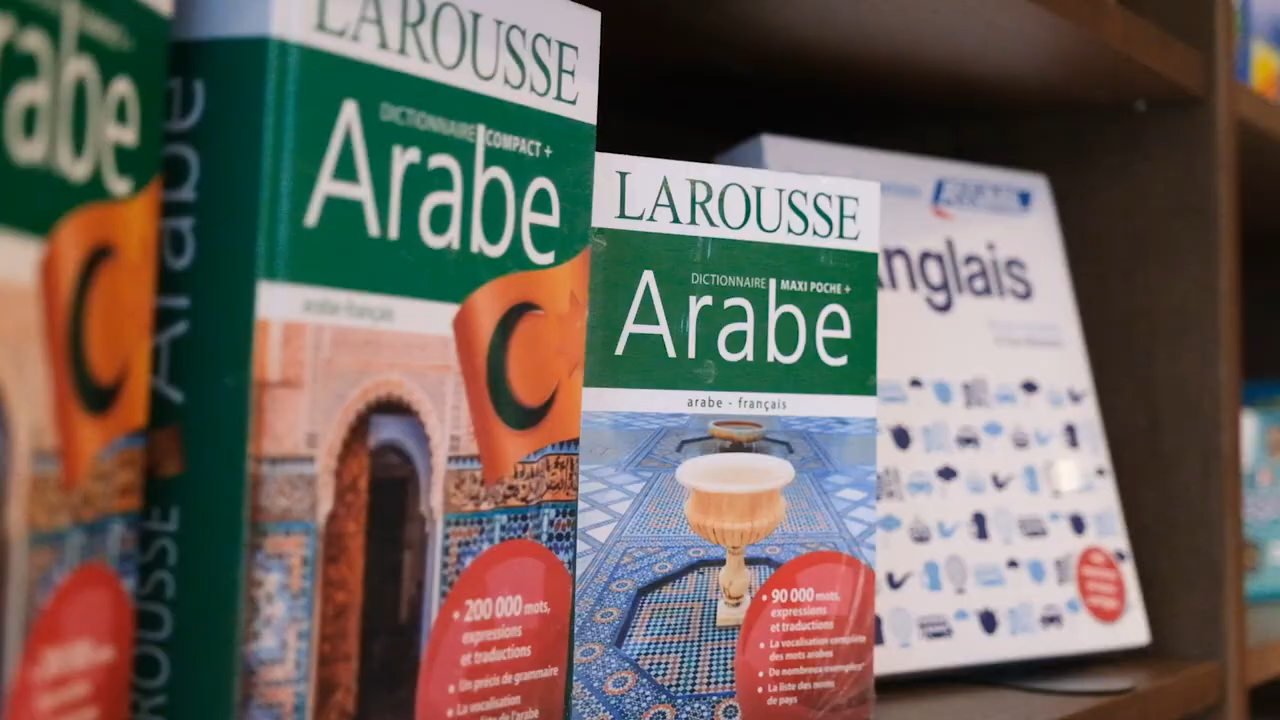 rabe
Arabe
LAROUSSE
DICTIONNAIRE COMPACT +
Arabe
arabe-français
• 200 000 mots,
expressions
et traductions
• Un précis de grammaire
• La vocalisation
de l'arabe
LAROUSSE
DICTIONNAIRE MAXI POCHE +
Arabe
arabe - français
• 90 000 mots,
expressions
et traductions
• La vocalisation complète
des mots arabes
• De nombreux exemples
• La liste des noms
de pays
nglais